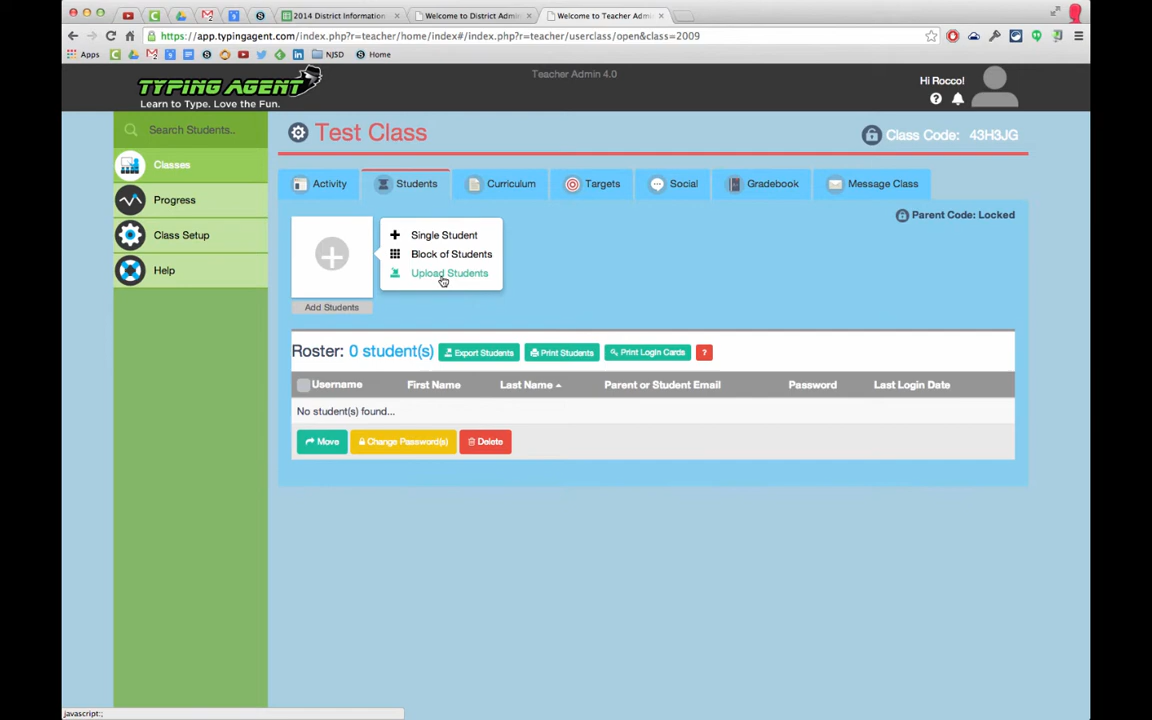 2014 District Information
Welcome to District Admin
Welcome to Teacher Admin
https://app.typingagent.com/index.php?r=teacher/home/index#/index.php?r=teacher/userclass/open&class=2009
Apps
NJSD
Home
TYPING AGENT
Learn to Type. Love the Fun.
Teacher Admin 4.0
Hi Rocco!
Search Students..
Classes
Progress
Class Setup
Help
Test Class
Class Code: 43H3JG
Activity
Students
Curriculum
Targets
Social
Gradebook
Message Class
Parent Code: Locked
Single Student
Block of Students
Upload Students
Add Students
Roster: 0 student(s)
Export Students
Print Students
Print Login Cards
?
Username First Name Last Name Parent or Student Email Password Last Login Date
No student(s) found...
Move
Change Password(s)
Delete
javascript:;